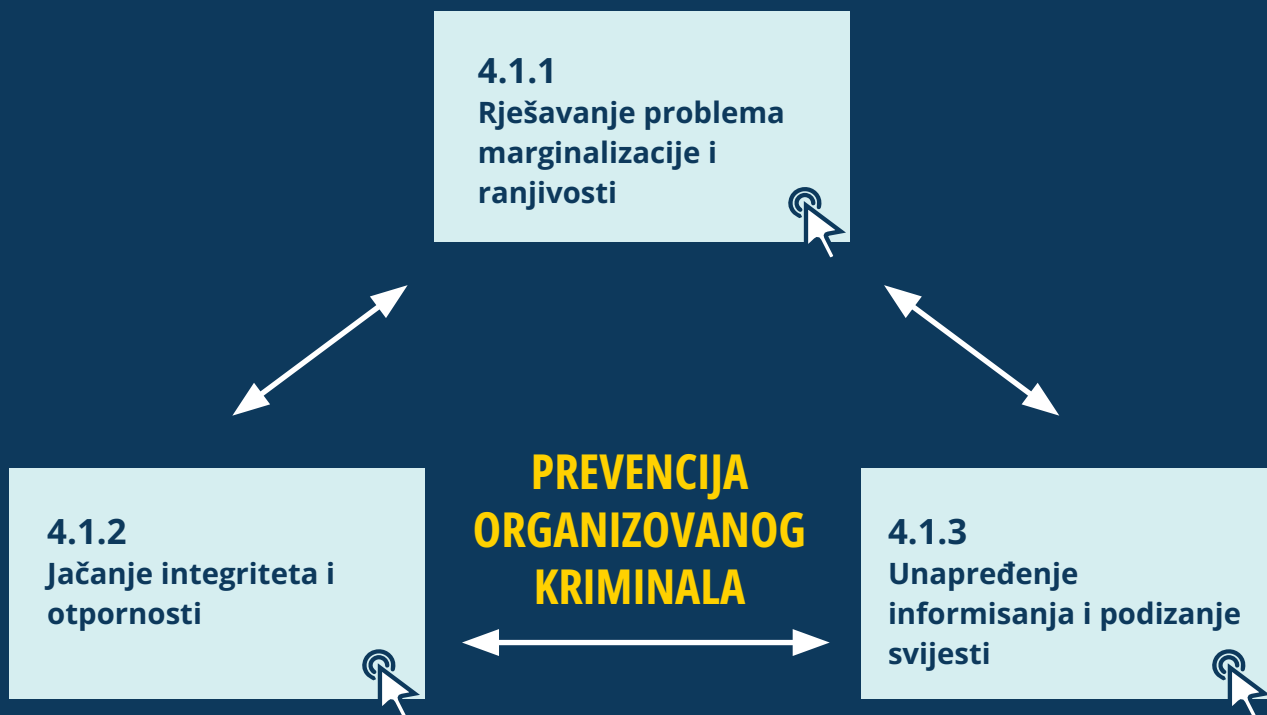 4.1.1
Rješavanje problema
marginalizacije i
ranjivosti
PREVENCIJA
ORGANIZOVANOG
KRIMINALA
4.1.2
Jačanje integriteta i
otpornosti
4.1.3
Unapređenje
informisanja i podizanje
svijesti